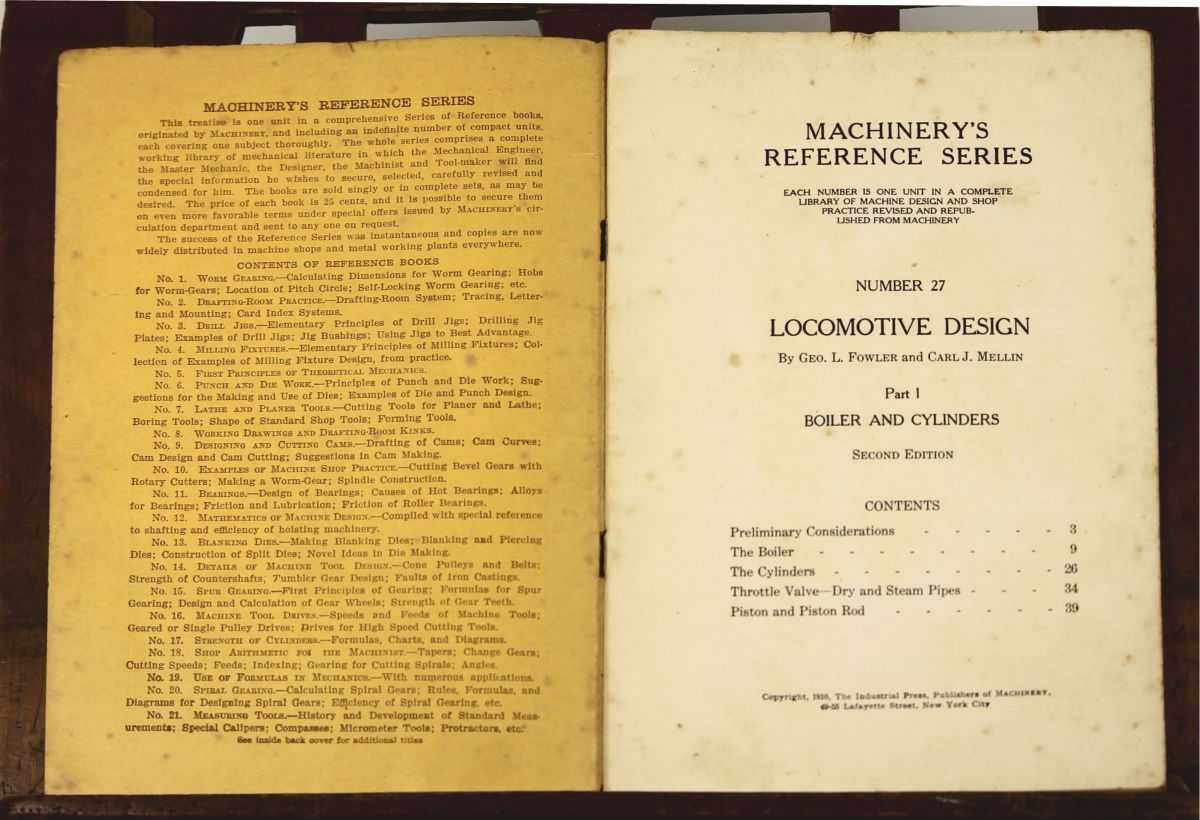 MACHINERY'S REFERENCE SERIES
This treatise is one unit in a comprehensive Series of Reference books,
originated by MACHINERY, and including an indefinite number of compact units,
each covering one subject thoroughly. The whole series comprises a complete
working library of mechanical literature in which the Mechanical Engineer,
the Master Mechanic, the Designer, the Machinist and Tool-maker will find
the special information he wishes to secure, selected, carefully revised and
condensed for him. The books are sold singly or in complete sets, as may be
desired. The price of each book is 25 cents, and it is possible to secure them
on even more favorable terms under special offers issued by MACHINERY'S cir-
culation department and sent to any one on request.
The success of the Reference Series was instantaneous and copies are now
widely distributed in machine shops and metal working plants everywhere.
CONTENTS OF REFERENCE BOOKS
No. 1. WORM GEARING.—Calculating Dimensions for Worm Gearing; Hobs
for Worm-Gears; Location of Pitch Circle; Self-Locking Worm Gearing; etc.
No. 2. DRAFTING-ROOM PRACTICE.—Drafting-Room System; Tracing, Letter-
ing and Mounting; Card Index Systems.
No. 3. DRILL JIGS.—Elementary Principles of Drill Jigs; Drilling Jig
Plates; Examples of Drill Jigs; Jig Bushings; Using Jigs to Best Advantage.
No. 4. MILLING FIXTURES.—Elementary Principles of Milling Fixtures; Col-
lection of Examples of Milling Fixture Design, from practice.
No. 5. FIRST PRINCIPLES OF THEORETICAL MECHANICS.
No. 6. PUNCH AND DIE WORK.—Principles of Punch and Die Work; Sug-
gestions for the Making and Use of Dies; Examples of Die and Punch Design.
No. 7. LATHE AND PLANER TOOLS.—Cutting Tools for Planer and Lathe;
Boring Tools; Shape of Standard Shop Tools; Forming Tools.
No. 8. WORKING DRAWINGS AND DRAFTING-ROOM KINKS.
No. 9. DESIGNING AND CUTTING CAMS.—Drafting of Cams; Cam Curves;
Cam Design and Cam Cutting; Suggestions in Cam Making.
No. 10. EXAMPLES OF MACHINE SHOP PRACTICE.—Cutting Bevel Gears with
Rotary Cutters; Making a Worm-Gear; Spindle Construction.
No. 11. BEARINGS.—Design of Bearings; Causes of Hot Bearings; Alloys
for Bearings; Friction and Lubrication; Friction of Roller Bearings.
No. 12. MATHEMATICS OF MACHINE DESIGN.—Compiled with special reference
to shafting and efficiency of hoisting machinery.
No. 13. BLANKING DIES.—Making Blanking Dies; Blanking and Piercing
Dies; Construction of Split Dies; Novel Ideas in Die Making.
No. 14. DETAILS OF MACHINE TOOL DESIGN.—Cone Pulleys and Belts;
Strength of Countershafts; Tumbler Gear Design; Faults of Iron Castings.
No. 15. SPUR GEARING.—First Principles of Gearing; Formulas for Spur
Gearing; Design and Calculation of Gear Wheels; Strength of Gear Teeth.
No. 16. MACHINE TOOL DRIVES.—Speeds and Feeds of Machine Tools;
Geared or Single Pulley Drives; Drives for High Speed Cutting Tools.
No. 17. STRENGTH OF CYLINDERS.—Formulas, Charts, and Diagrams.
No. 18. SHOP ARITHMETIC FOR THE MACHINIST.—Tapers; Change Gears;
Cutting Speeds; Feeds; Indexing; Gearing for Cutting Spirals; Angles.
No. 19. USE OF FORMULAS IN MECHANICS.—With numerous applications.
No. 20. SPIRAL GEARING.—Calculating Spiral Gears; Rules, Formulas, and
Diagrams for Designing Spiral Gears; Efficiency of Spiral Gearing, etc.
No. 21. MEASURING TOOLS.—History and Development of Standard Meas-
urements; Special Calipers; Compasses; Micrometer Tools; Protractors, etc.
See inside back cover for additional titles
MACHINERY'S
REFERENCE SERIES
EACH NUMBER IS ONE UNIT IN A COMPLETE
LIBRARY OF MACHINE DESIGN AND SHOP
PRACTICE REVISED AND REPUB-
LISHED FROM MACHINERY
NUMBER 27
LOCOMOTIVE DESIGN
By GEO. L. FOWLER and CARL J. MELLIN
Part 1
BOILER AND CYLINDERS
SECOND EDITION
CONTENTS
Preliminary Considerations - - - - - 3
The Boiler - - - - - - - - 9
The Cylinders - - - - - - - - 26
Throttle Valve—Dry and Steam Pipes - - - - 34
Piston and Piston Rod - - - - - - 39
Copyright, 1910, The Industrial Press, Publishers of MACHINERY,
49-55 Lafayette Street, New York City